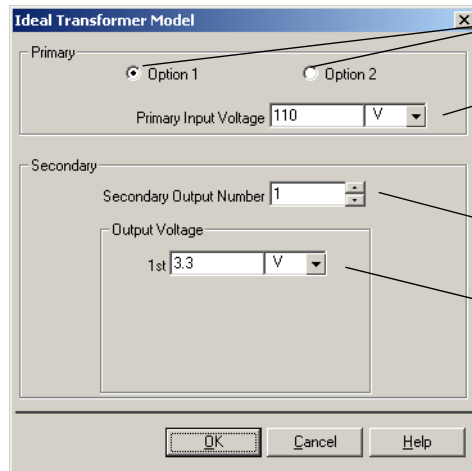 Ideal Transformer Model
Primary
Option 1 Option 2
Primary Input Voltage 110 V
Secondary
Secondary Output Number 1
Output Voltage
1st 3.3 V
OK Cancel Help